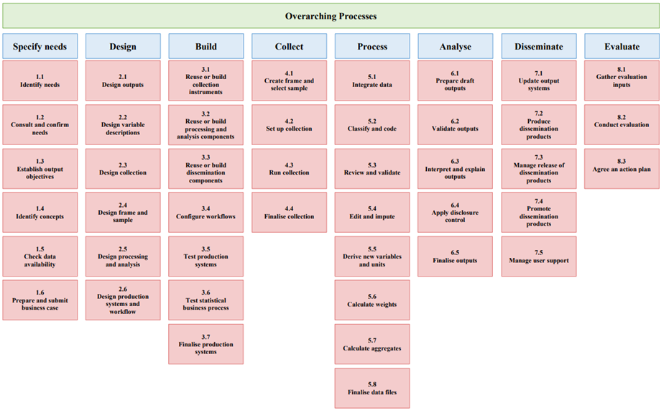 Overarching Processes
Specify needs
Design
Build
Collect
Process
Analyse
Disseminate
Evaluate
1.1
Identify needs
1.2
Consult and confirm
needs
1.3
Establish output
objectives
1.4
Identify concepts
1.5
Check data
availability
1.6
Prepare and submit
business case
2.1
Design outputs
2.2
Design variable
descriptions
2.3
Design collection
2.4
Design frame and
sample
2.5
Design processing
and analysis
2.6
Design production
systems and
workflow
3.1
Reuse or build
collection
instruments
3.2
Reuse or build
processing and
analysis components
3.3
Reuse or build
dissemination
components
3.4
Configure workflows
3.5
Test production
systems
3.6
Test statistical
business process
3.7
Finalise production
systems
4.1
Create frame and
select sample
4.2
Set up collection
4.3
Run collection
4.4
Finalise collection
5.1
Integrate data
5.2
Classify and code
5.3
Review and validate
5.4
Edit and impute
5.5
Derive new variables
and units
5.6
Calculate weights
5.7
Calculate aggregates
5.8
Finalise data files
6.1
Prepare draft
outputs
6.2
Validate outputs
6.3
Interpret and explain
outputs
6.4
Apply disclosure
control
6.5
Finalise outputs
7.1
Update output
systems
7.2
Produce
dissemination
products
7.3
Manage release of
dissemination
products
7.4
Promote
dissemination
products
7.5
Manage user support
8.1
Gather evaluation
inputs
8.2
Conduct evaluation
8.3
Agree an action plan